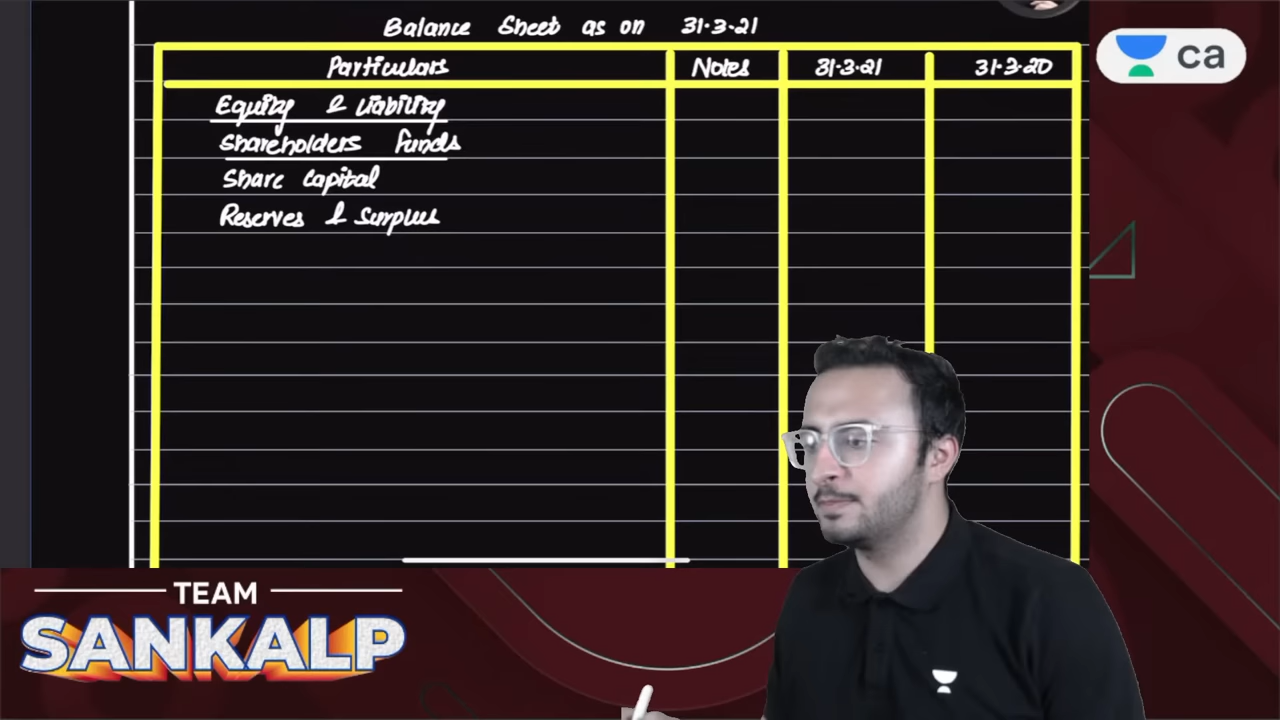 Balance Sheet as on 31.3.21
Particulars Notes 31.3.21 31.3.20
Equity & Liability
Shareholders funds
Share Capital
Reserves & Surplus
ca
TEAM
SANKALP